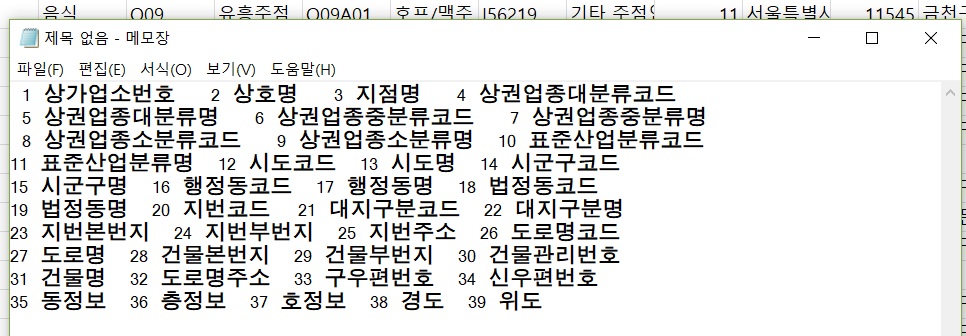 음식 Q09 유흥주점 Q09A01 호프/맥주 I56219 기타 주점업 11 서울특별시 11545 금천구
제목 없음 - 메모장
파일(F) 편집(E) 서식(O) 보기(V) 도움말(H)
1 상가업소번호 2 상호명 3 지점명 4 상권업종대분류코드
5 상권업종대분류명 6 상권업종중분류코드 7 상권업종중분류명
8 상권업종소분류코드 9 상권업종소분류명 10 표준산업분류코드
11 표준산업분류명 12 시도코드 13 시도명 14 시군구코드
15 시군구명 16 행정동코드 17 행정동명 18 법정동코드
19 법정동명 20 지번코드 21 대지구분코드 22 대지구분명
23 지번본번지 24 지번부번지 25 지번주소 26 도로명코드
27 도로명 28 건물본번지 29 건물부번지 30 건물관리번호
31 건물명 32 도로명주소 33 구우편번호 34 신우편번호
35 동정보 36 층정보 37 호정보 38 경도 39 위도